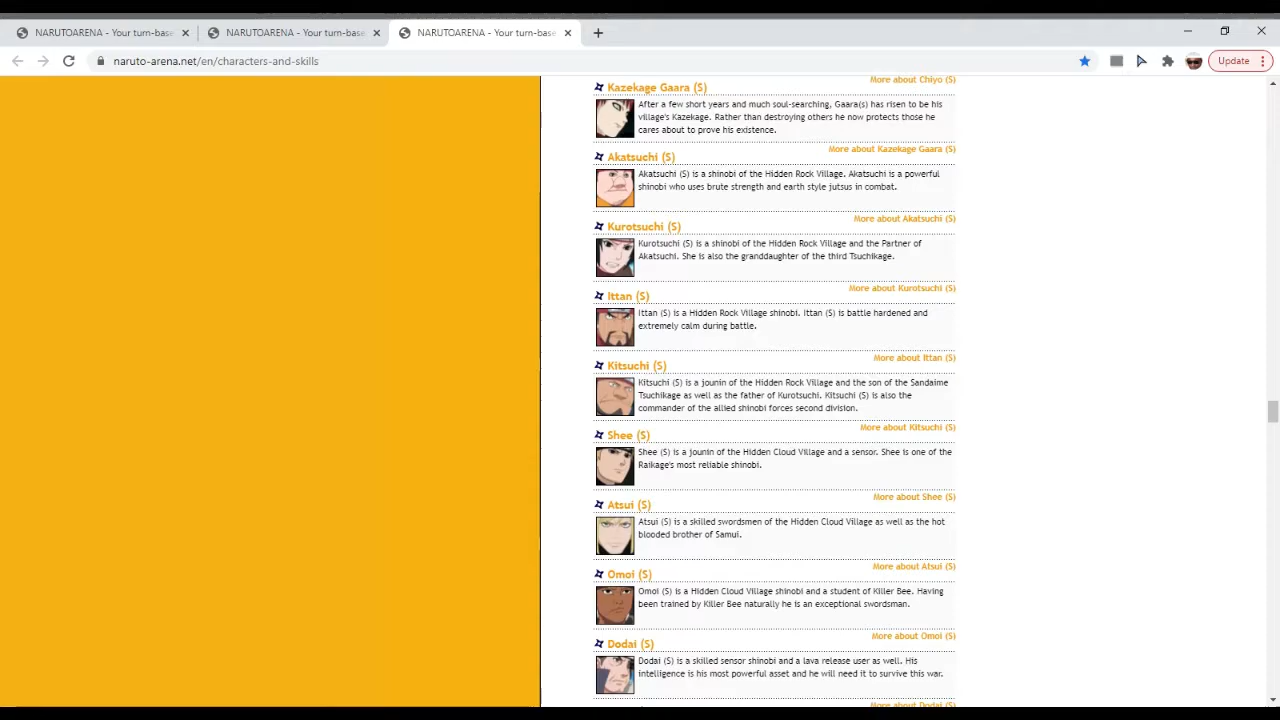 NARUTOARENA - Your turn-base
NARUTOARENA - Your turn-base
NARUTOARENA - Your turn-base
naruto-arena.net/en/characters-and-skills
Update
More about Chiyo (S)
Kazekage Gaara (S)
After a few short years and much soul-searching, Gaara(s) has risen to be his
village's Kazekage. Rather than destroying others he now protects those he
cares about to prove his existence.
More about Kazekage Gaara (S)
Akatsuchi (S)
Akatsuchi (S) is a shinobi of the Hidden Rock Village. Akatsuchi is a powerful
shinobi who uses brute strength and earth style jutsus in combat.
More about Akatsuchi (S)
Kurotsuchi (S)
Kurotsuchi (S) is a shinobi of the Hidden Rock Village and the Partner of
Akatsuchi. She is also the granddaughter of the third Tsuchikage.
More about Kurotsuchi (S)
Ittan (S)
Ittan (S) is a Hidden Rock Village shinobi. Ittan (S) is battle hardened and
extremely calm during battle.
More about Ittan (S)
Kitsuchi (S)
Kitsuchi (S) is a jounin of the Hidden Rock Village and the son of the Sandaime
Tsuchikage as well as the father of Kurotsuchi. Kitsuchi (S) is also the
commander of the allied shinobi forces second division.
More about Kitsuchi (S)
Shee (S)
Shee (S) is a jounin of the Hidden Cloud Village and a sensor. Shee is one of the
Raikage's most reliable shinobi.
More about Shee (S)
Atsui (S)
Atsui (S) is a skilled swordsmen of the Hidden Cloud Village as well as the hot
blooded brother of Samui.
More about Atsui (S)
Omoi (S)
Omoi (S) is a Hidden Cloud Village shinobi and a student of Killer Bee. Having
been trained by Killer Bee naturally he is an exceptional swordsman.
More about Omoi (S)
Dodai (S)
Dodai (S) is a skilled sensor shinobi and a lava release user as well. His
intelligence is his most powerful asset and he will need it to survive this war.
More about Dodai (S)